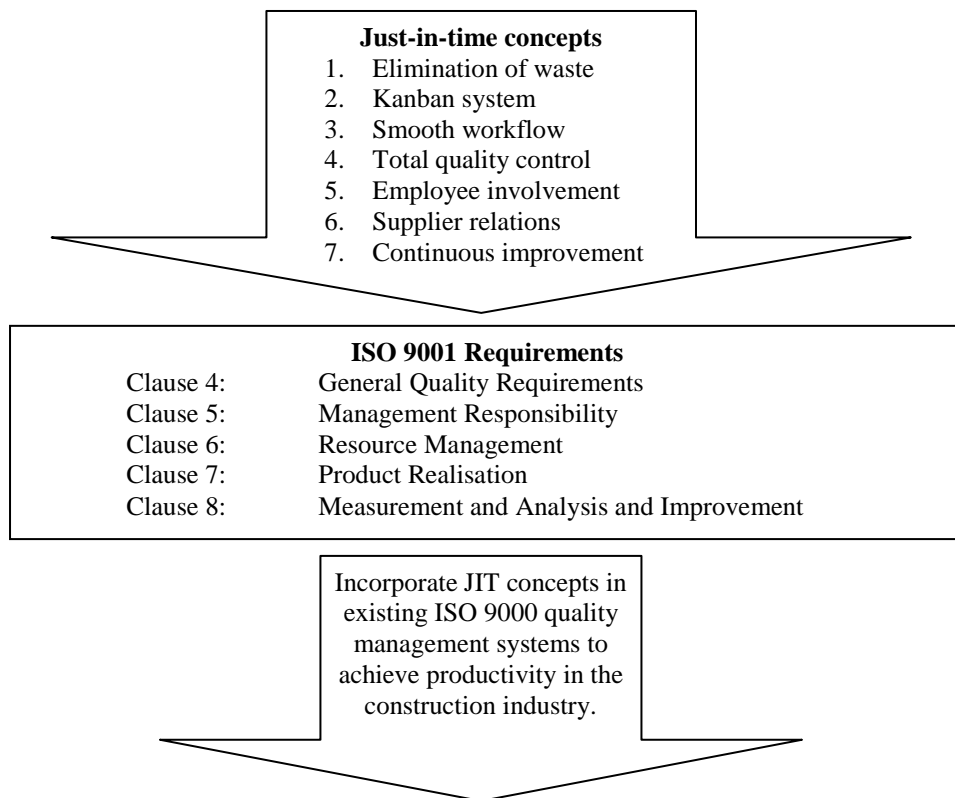 Just-in-time concepts
1. Elimination of waste
2. Kanban system
3. Smooth workflow
4. Total quality control
5. Employee involvement
6. Supplier relations
7. Continuous improvement
ISO 9001 Requirements
Clause 4: General Quality Requirements
Clause 5: Management Responsibility
Clause 6: Resource Management
Clause 7: Product Realisation
Clause 8: Measurement and Analysis and Improvement
Incorporate JIT concepts in
existing ISO 9000 quality
management systems to
achieve productivity in the
construction industry.